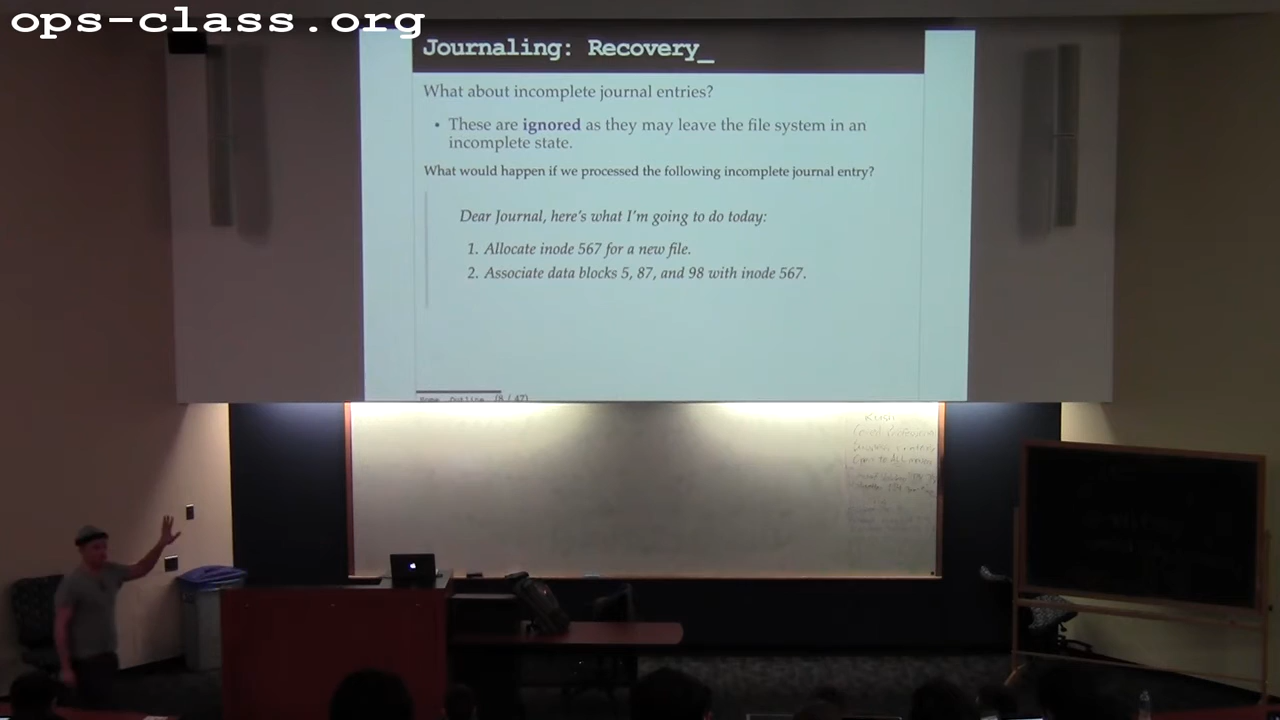 ops-class.org
Journaling: Recovery_
What about incomplete journal entries?
• These are ignored as they may leave the file system in an
incomplete state.
What would happen if we processed the following incomplete journal entry?
Dear Journal, here's what I'm going to do today:
1. Allocate inode 567 for a new file.
2. Associate data blocks 5, 87, and 98 with inode 567.